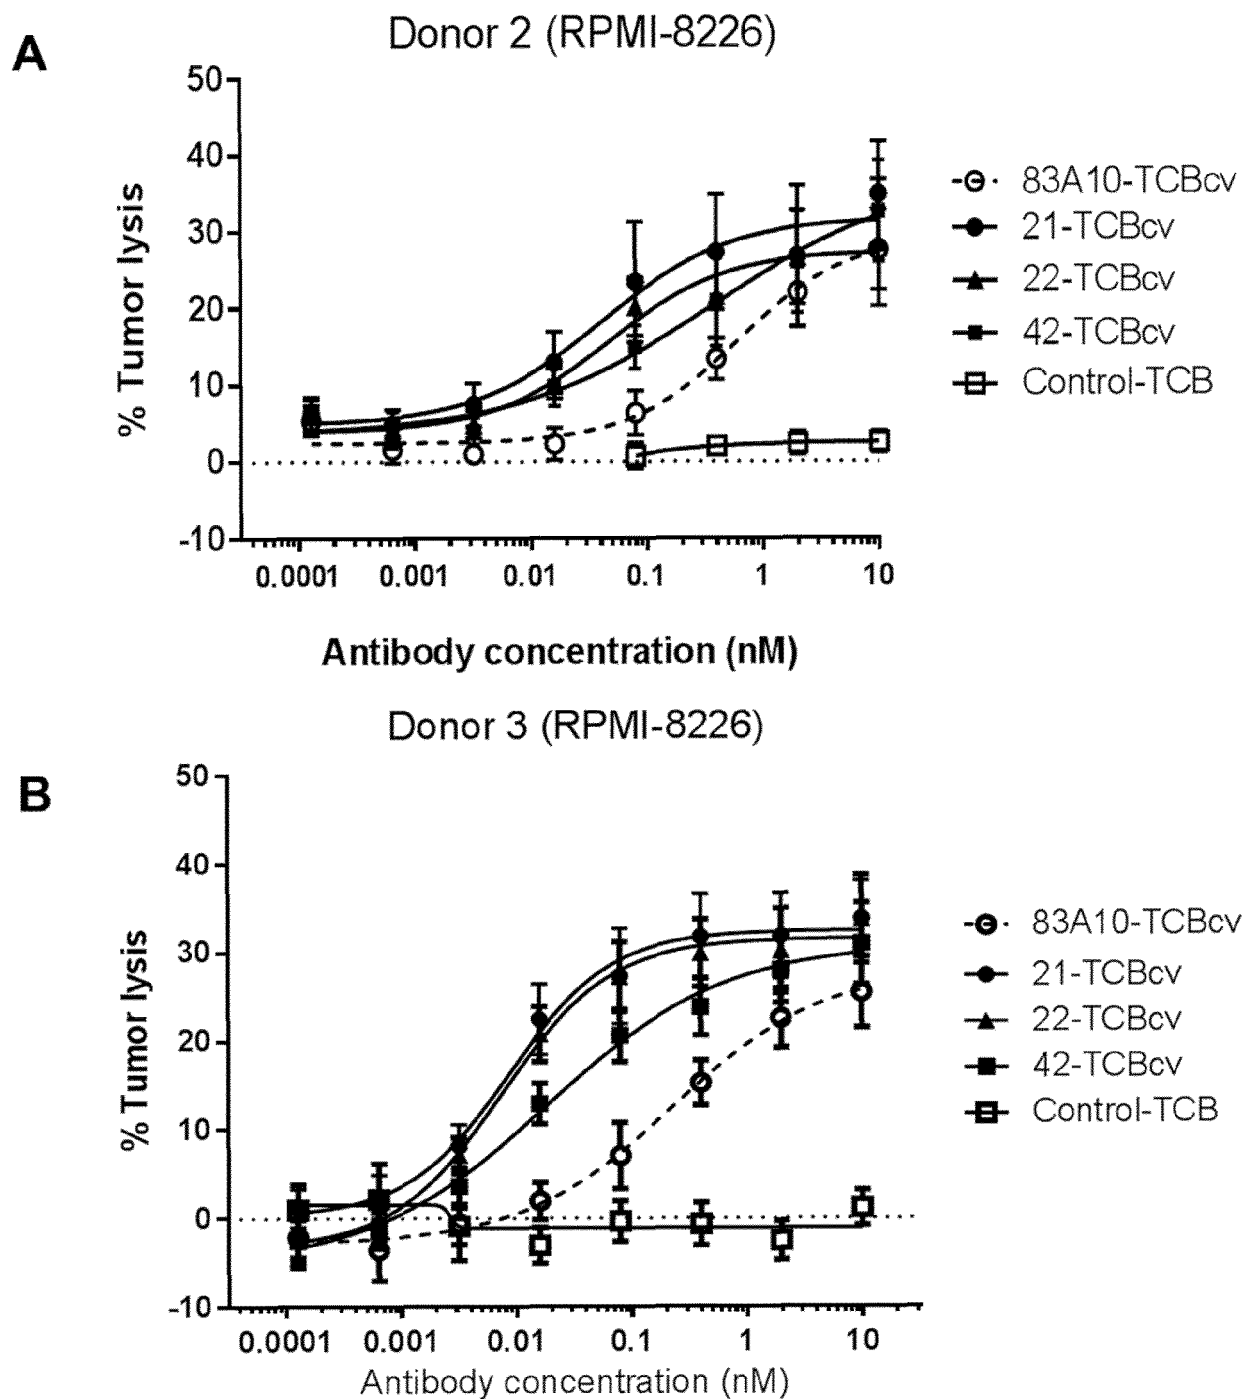 A
Donor 2 (RPMI-8226)
50
40
30
20
10
0
-10
% Tumor lysis
0.0001
0.001
0.01
0.1
1
10
Antibody concentration (nM)
83A10-TCBcv
21-TCBcv
22-TCBcv
42-TCBcv
Control-TCB
B
Donor 3 (RPMI-8226)
50
40
30
20
10
0
-10
% Tumor lysis
0.0001
0.001
0.01
0.1
1
10
Antibody concentration (nM)
83A10-TCBcv
21-TCBcv
22-TCBcv
42-TCBcv
Control-TCB